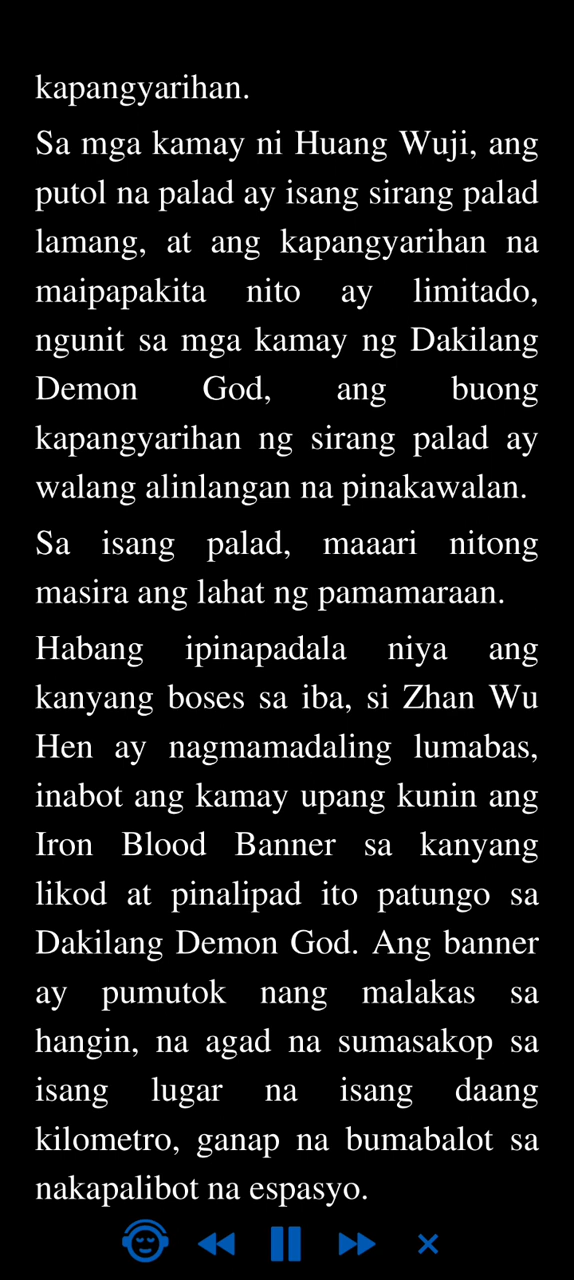 kapangyarihan.
Sa mga kamay ni Huang Wuji, ang
putol na palad ay isang sirang palad
lamang, at ang kapangyarihan na
maipapakita nito ay limitado,
ngunit sa mga kamay ng Dakilang
Demon God, ang buong
kapangyarihan ng sirang palad ay
walang alinlangan na pinakawalan.
Sa isang palad, maaari nitong
masira ang lahat ng pamamaraan.
Habang ipinapadala niya ang
kanyang boses sa iba, si Zhan Wu
Hen ay nagmamadaling lumabas,
inabot ang kamay upang kunin ang
Iron Blood Banner sa kanyang
likod at pinalipad ito patungo sa
Dakilang Demon God. Ang banner
ay pumutok nang malakas sa
hangin, na agad na sumasakop sa
isang lugar na isang daang
kilometro, ganap na bumabalot sa
nakapalibot na espasyo.